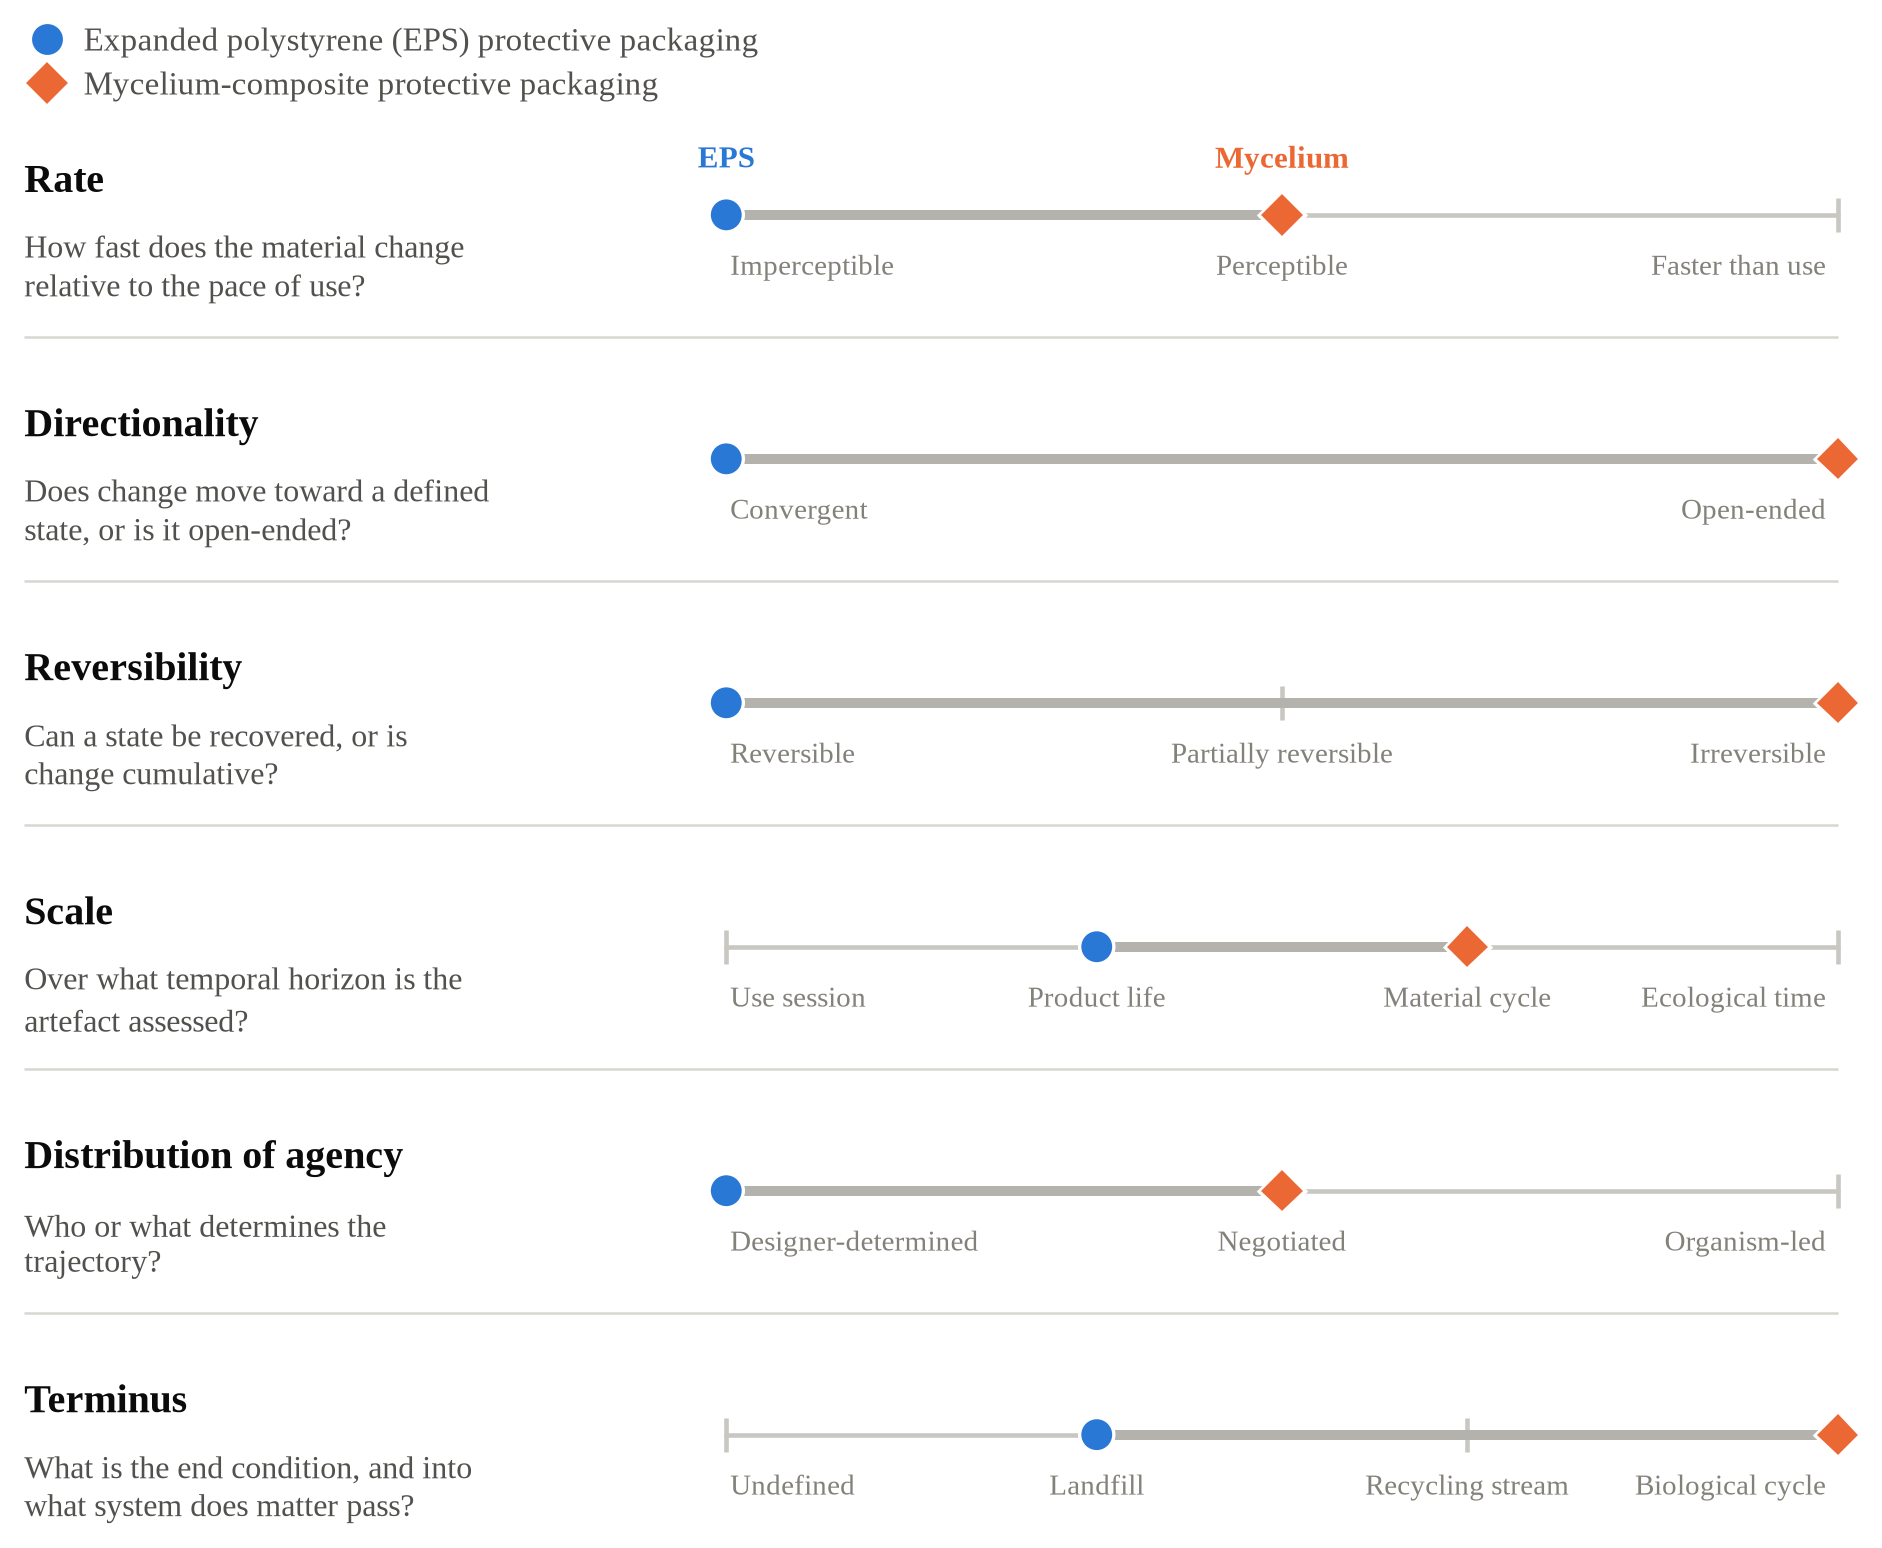 Expanded polystyrene (EPS) protective packaging
Mycelium-composite protective packaging
EPS
Mycelium
Rate
How fast does the material change
relative to the pace of use?
Imperceptible
Perceptible
Faster than use
Directionality
Does change move toward a defined
state, or is it open-ended?
Convergent
Open-ended
Reversibility
Can a state be recovered, or is
change cumulative?
Reversible
Partially reversible
Irreversible
Scale
Over what temporal horizon is the
artefact assessed?
Use session
Product life
Material cycle
Ecological time
Distribution of agency
Who or what determines the
trajectory?
Designer-determined
Negotiated
Organism-led
Terminus
What is the end condition, and into
what system does matter pass?
Undefined
Landfill
Recycling stream
Biological cycle